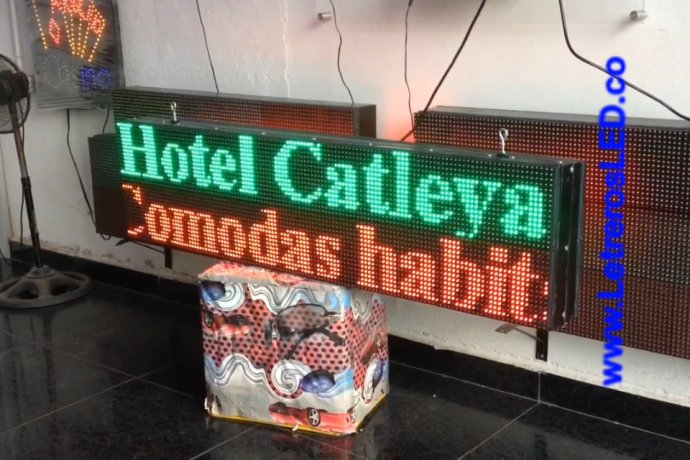 Hotel Catleya
Comodas habit
www.LetrerosLED.co